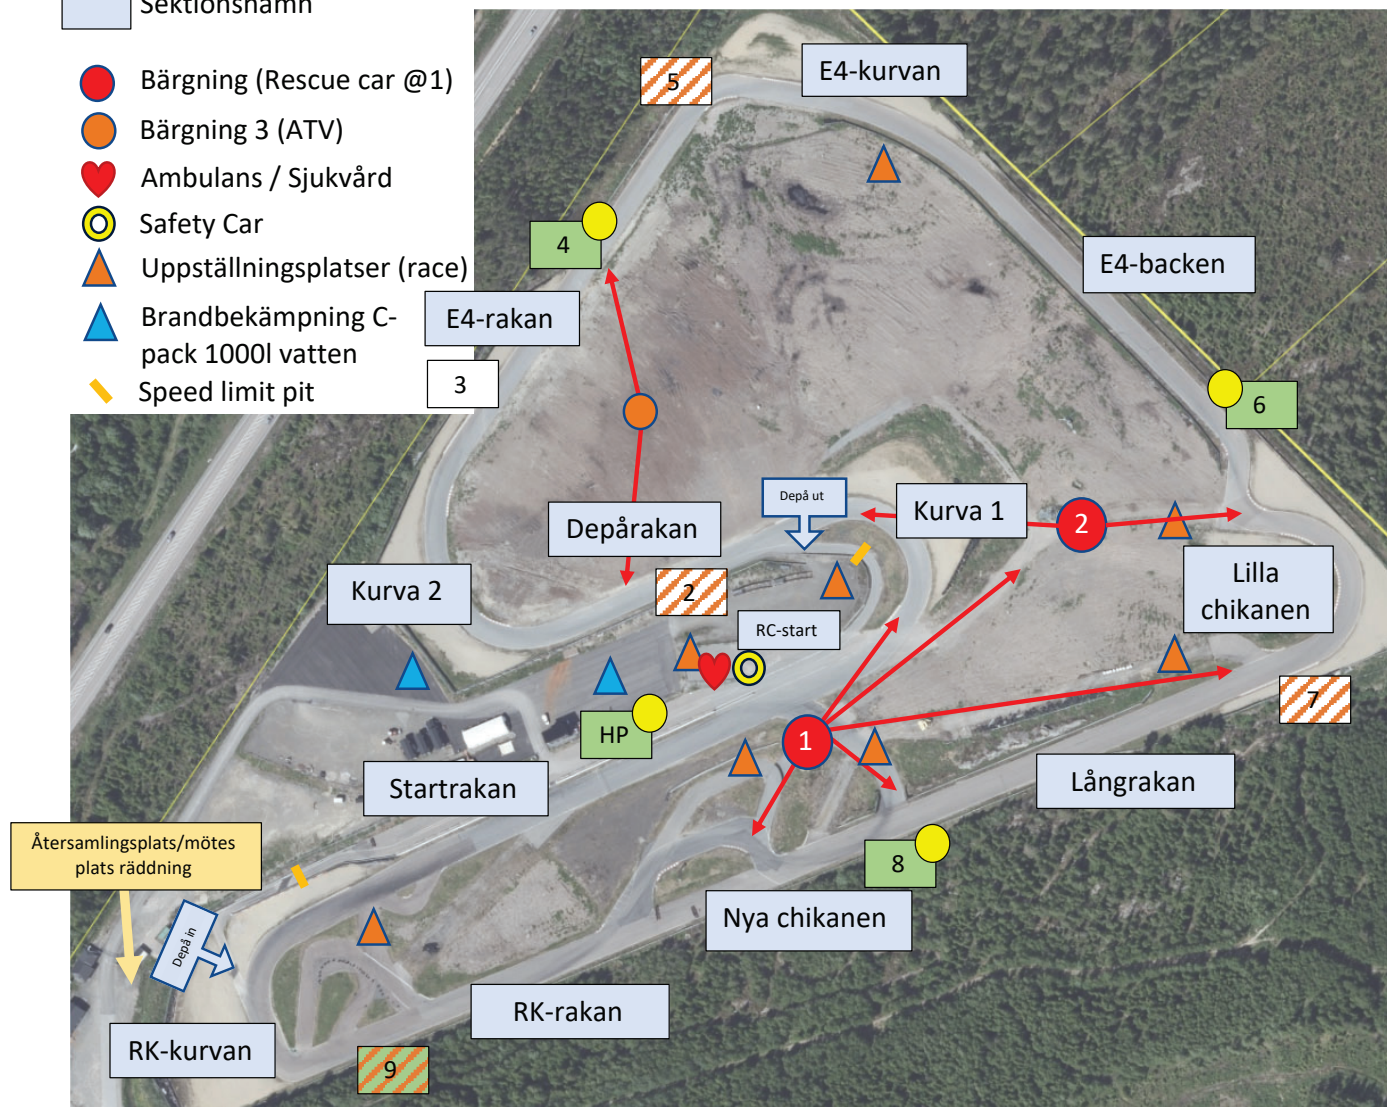 Sektionsnamn
Bärgning (Rescue car @1)
Bärgning 3 (ATV)
Ambulans / Sjukvård
Safety Car
Uppställningsplatser (race)
Brandbekämpning C-
pack 1000l vatten
Speed limit pit
5
E4-kurvan
4
E4-backen
E4-rakan
3
6
Depå ut
Kurva 1
2
Depårakan
Lilla
chikanen
Kurva 2
2
RC-start
7
HP
1
Startrakan
Långrakan
Återsamlingsplats/mötes
plats räddning
8
Nya chikanen
Depå in
RK-rakan
RK-kurvan
9